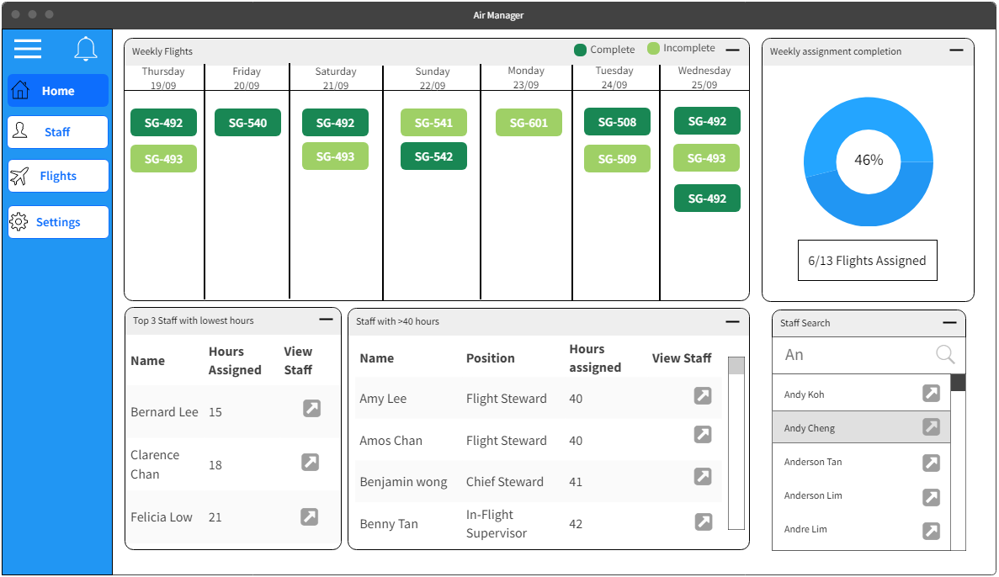 Air Manager
Home
Staff
Flights
Settings
Weekly Flights
Complete
Incomplete
Thursday
19/09
Friday
20/09
Saturday
21/09
Sunday
22/09
Monday
23/09
Tuesday
24/09
Wednesday
25/09
SG-492
SG-540
SG-492
SG-541
SG-601
SG-508
SG-492
SG-493
SG-493
SG-542
SG-509
SG-493
SG-492
Weekly assignment completion
46%
6/13 Flights Assigned
Top 3 Staff with lowest hours
Name
Hours
Assigned
View
Staff
Bernard Lee
15
Clarence
Chan
18
Felicia Low
21
Staff with >40 hours
Name
Position
Hours
assigned
View Staff
Amy Lee
Flight Steward
40
Amos Chan
Flight Steward
40
Benjamin wong
Chief Steward
41
Benny Tan
In-Flight
Supervisor
42
Staff Search
An
Andy Koh
Andy Cheng
Anderson Tan
Anderson Lim
Andre Lim